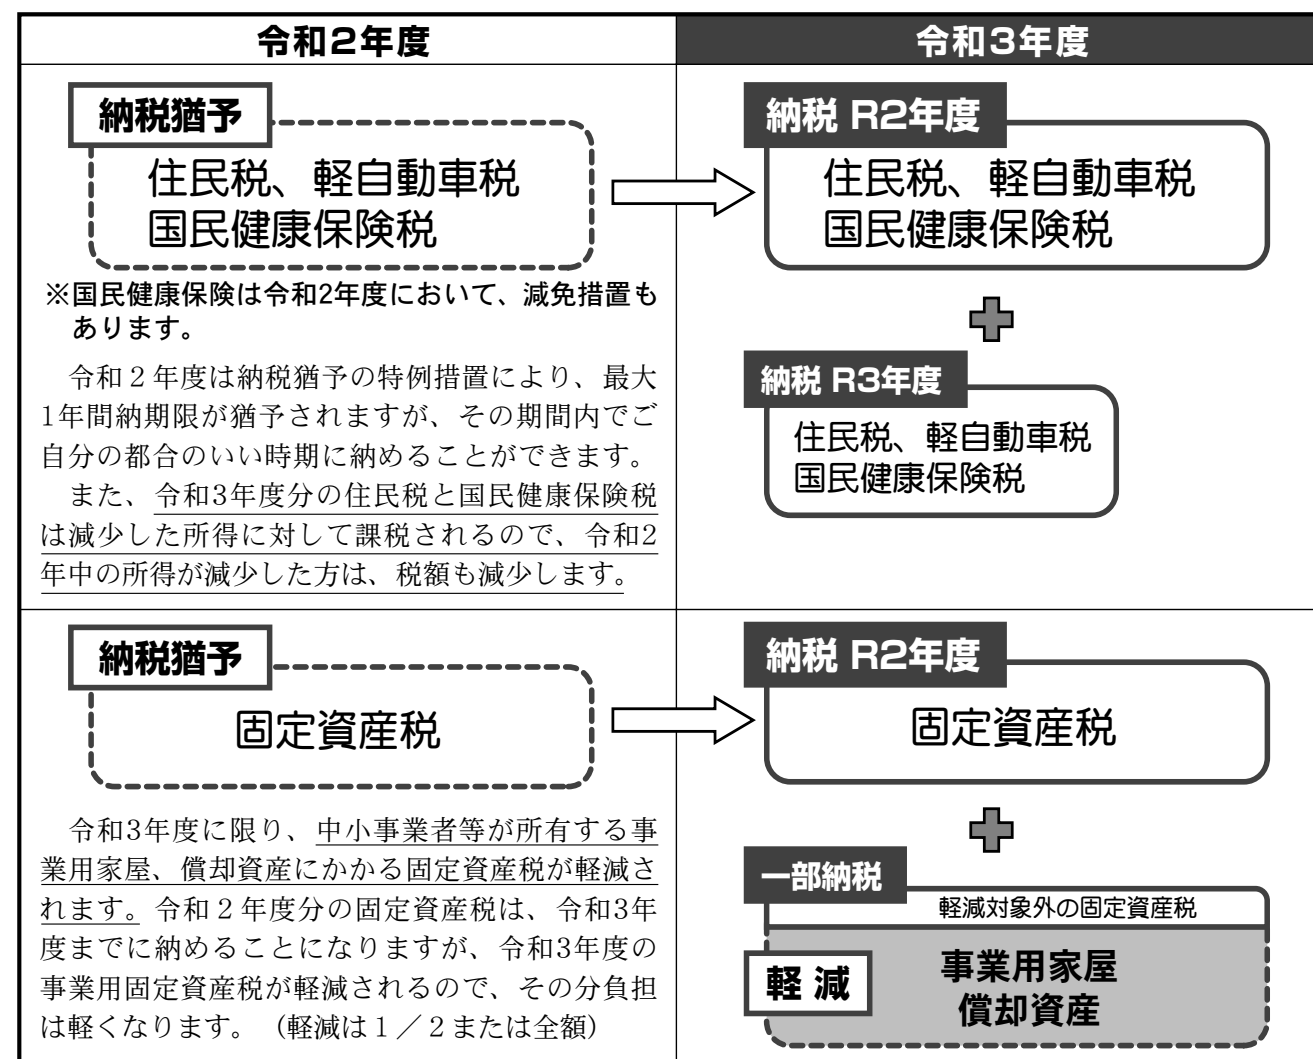 令和2年度
令和3年度
納税猶予
住民税、軽自動車税
国民健康保険税
※国民健康保険は令和2年度において、減免措置も
あります。
令和２年度は納税猶予の特例措置により、最大
1年間納期限が猶予されますが、その期間内でご
自分の都合のいい時期に納めることができます。
また、令和3年度分の住民税と国民健康保険税
は減少した所得に対して課税されるので、令和2
年中の所得が減少した方は、税額も減少します。
納税 R2年度
住民税、軽自動車税
国民健康保険税
納税 R3年度
住民税、軽自動車税
国民健康保険税
納税猶予
固定資産税
令和3年度に限り、中小事業者等が所有する事
業用家屋、償却資産にかかる固定資産税が軽減さ
れます。令和２年度分の固定資産税は、令和3年
度までに納めることになりますが、令和3年度の
事業用固定資産税が軽減されるので、その分負担
は軽くなります。（軽減は１／２または全額）
納税 R2年度
固定資産税
一部納税
軽減対象外の固定資産税
軽 減
事業用家屋
償却資産